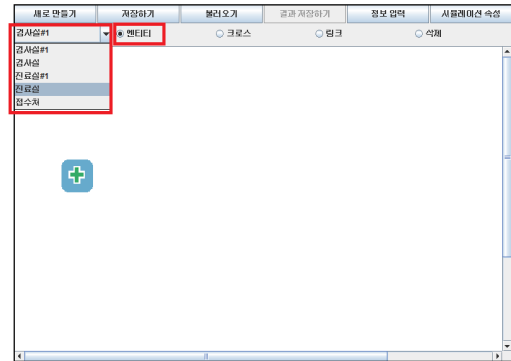 새로 만들기 저장하기 불러오기 결과 저장하기 정보 입력 시뮬레이션 속성
검사실#1 엔티티 크로스 링크 삭제
검사실#1
검사실
진료실#1
진료실
접수처